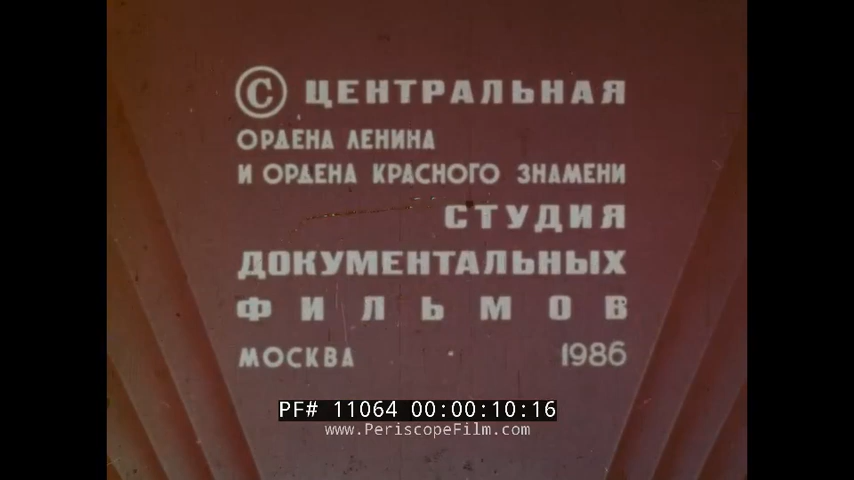 © ЦЕНТРАЛЬНАЯ
ОРДЕНА ЛЕНИНА
И ОРДЕНА КРАСНОГО ЗНАМЕНИ
СТУДИЯ
ДОКУМЕНТАЛЬНЫХ
ФИЛЬМОВ
МОСКВА 1986
PF# 11064 00:00:10:16
www.PeriscopeFilm.com